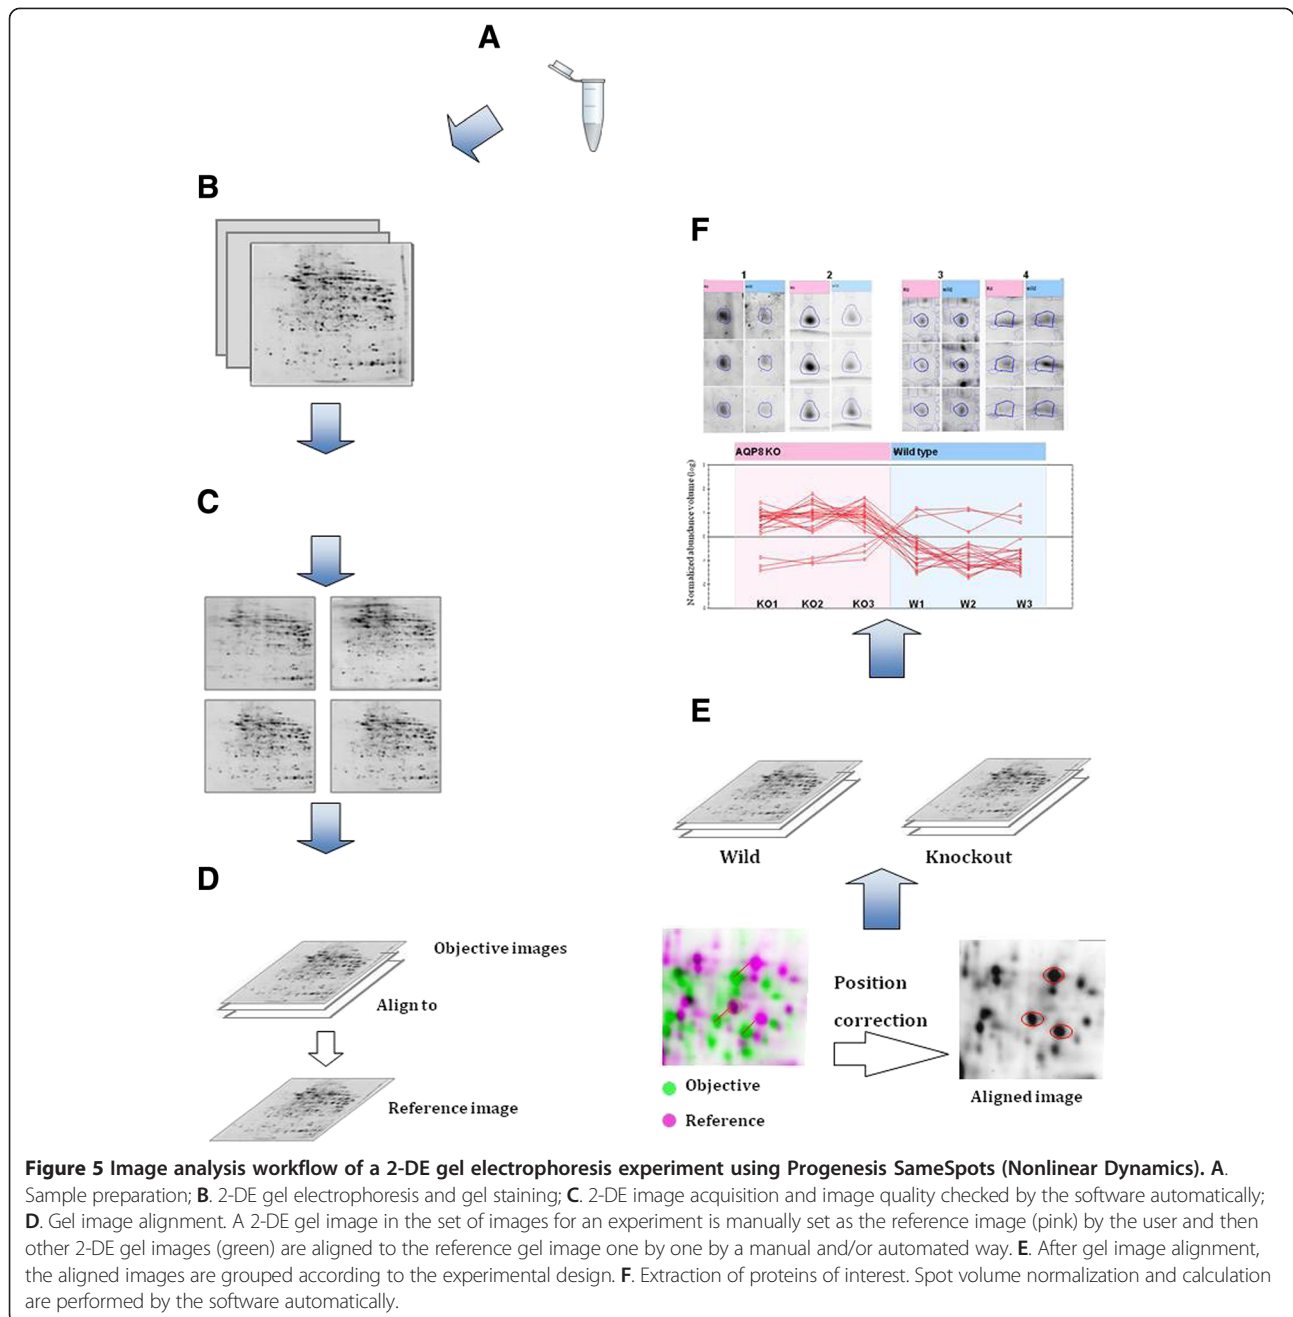 A
B
C
D
Objective images
Align to
Reference image
F
1 2 3 4
wild wild
AQP8 KO Wild type
Normalized abundance volume (log)
KO1 KO2 KO3 W1 W2 W3
E
Wild Knockout
Position
correction
Objective
Reference
Aligned image
Figure 5 Image analysis workflow of a 2-DE gel electrophoresis experiment using Progenesis SameSpots (Nonlinear Dynamics). A.
Sample preparation; B. 2-DE gel electrophoresis and gel staining; C. 2-DE image acquisition and image quality checked by the software automatically;
D. Gel image alignment. A 2-DE gel image in the set of images for an experiment is manually set as the reference image (pink) by the user and then
other 2-DE gel images (green) are aligned to the reference gel image one by one by a manual and/or automated way. E. After gel image alignment,
the aligned images are grouped according to the experimental design. F. Extraction of proteins of interest. Spot volume normalization and calculation
are performed by the software automatically.